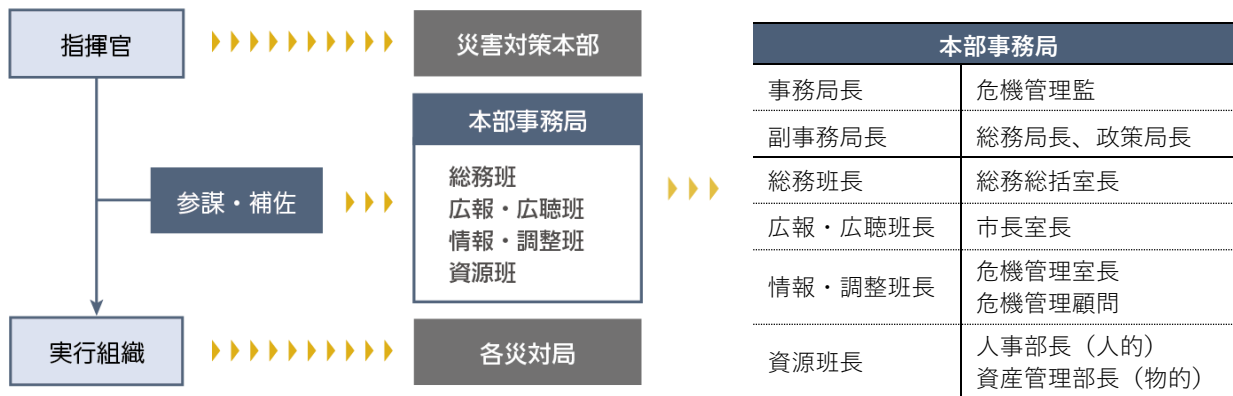 指揮官
災害対策本部
本部事務局
総務班
広報・広聴班
情報・調整班
資源班
参謀・補佐
実行組織
各災対局
本部事務局
事務局長 危機管理監
副事務局長 総務局長、政策局長
総務班長 総務総括室長
広報・広聴班長 市長室長
情報・調整班長 危機管理室長
危機管理顧問
資源班長 人事部長（人的）
資産管理部長（物的）